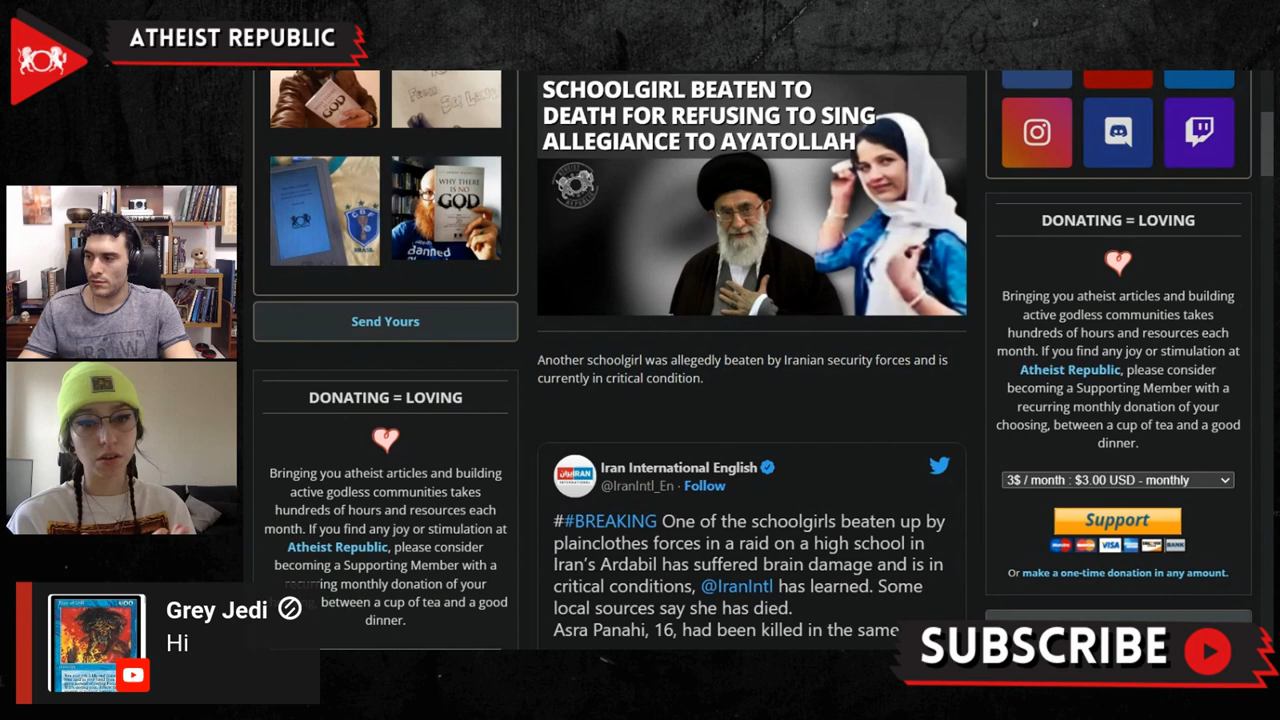 ATHEIST REPUBLIC
SCHOOLGIRL BEATEN TO
DEATH FOR REFUSING TO SING
ALLEGIANCE TO AYATOLLAH
WHY THERE
IS NO
GOD
GOD
Send Yours
DONATING = LOVING
Bringing you atheist articles and building
active godless communities takes
hundreds of hours and resources each
month. If you find any joy or stimulation at
Atheist Republic, please consider
becoming a Supporting Member with a
recurring monthly donation of your
between a cup of tea and a good
dinner.
Another schoolgirl was allegedly beaten by Iranian security forces and is
currently in critical condition.
Iran International English
@IranIntl_En · Follow
##BREAKING One of the schoolgirls beaten up by
plainclothes forces in a raid on a high school in
Iran's Ardabil has suffered brain damage and is in
critical conditions, @IranIntl has learned. Some
local sources say she has died.
Asra Panahi, 16, had been killed in the same
DONATING = LOVING
Bringing you atheist articles and building
active godless communities takes
hundreds of hours and resources each
month. If you find any joy or stimulation at
Atheist Republic, please consider
becoming a Supporting Member with a
recurring monthly donation of your
choosing, between a cup of tea and a good
dinner.
3$ / month : $3.00 USD - monthly
Support
VISA
BANK
Or make a one-time donation in any amount.
Grey Jedi
Hi
SUBSCRIBE